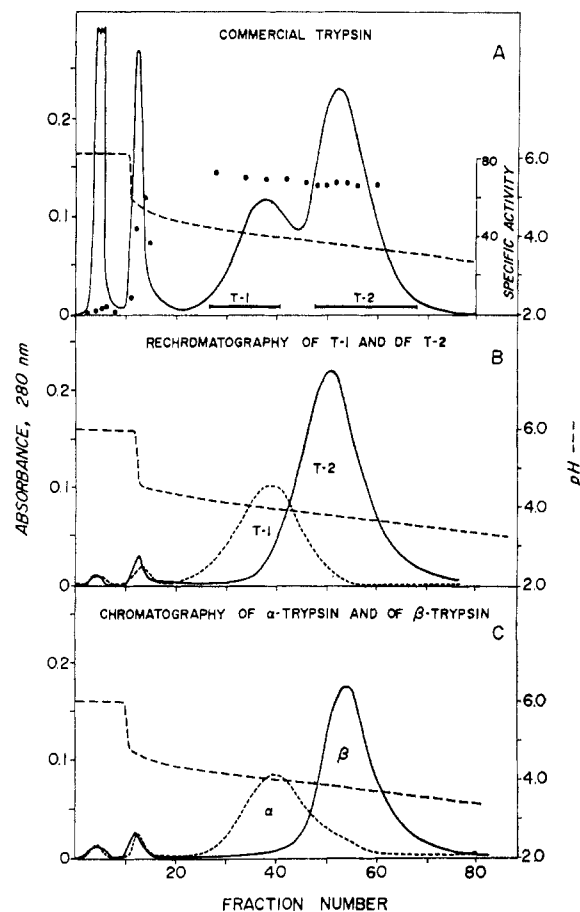 COMMERCIAL TRYPSIN
A
0.2
0.1
0
80
40
SPECIFIC ACTIVITY
6.0
4.0
2.0
T-1
T-2
RECHRDMATOGRAPHY OF T-1 AND DF T-2
B
0.2
0.1
0
6.0
4.0
2.0
T-2
T-1
ABSORBANCE, 280 nm
pH ---
CHROMATOGRAPHY OF α-TRYPSIN AND OF β-TRYPSIN
C
0.2
0.1
0
6.0
4.0
2.0
β
α
20
40
60
80
FRACTION NUMBER